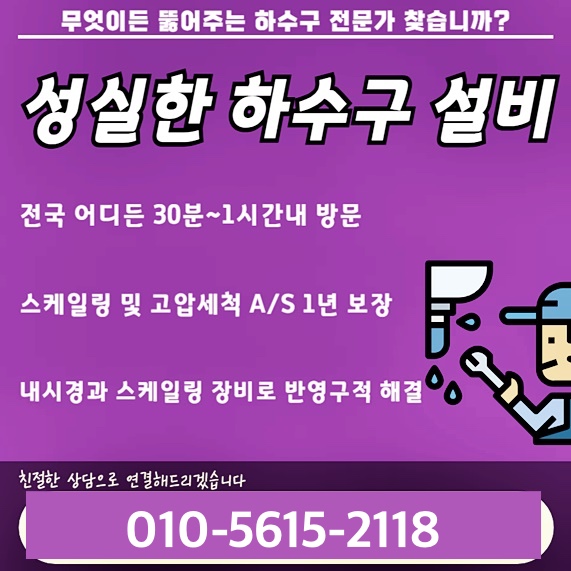 무엇이든 뚫어주는 하수구 전문가 찾습니까?
성실한 하수구 설비
전국 어디든 30분~1시간내 방문
스케일링 및 고압세척 A/S 1년 보장
내시경과 스케일링 장비로 반영구적 해결
친절한 상담으로 연결해드리겠습니다
010-5615-2118